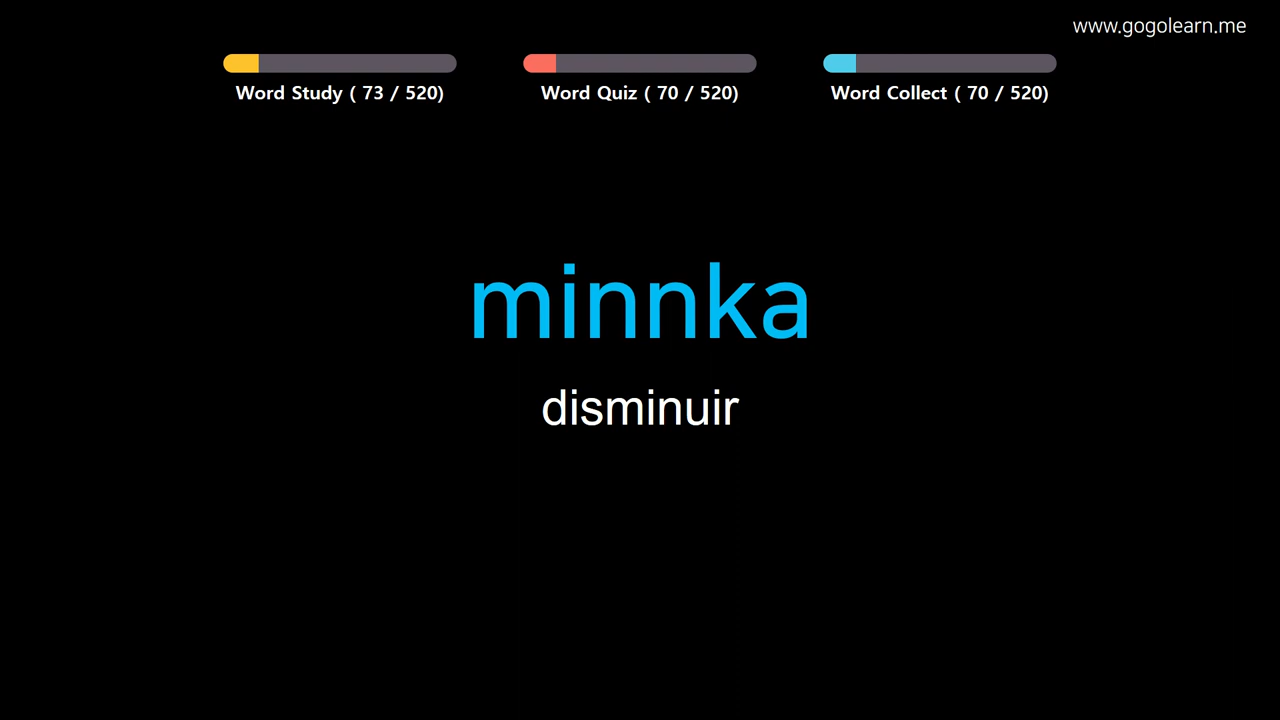 www.gogolearn.me
Word Study ( 73 / 520)
Word Quiz ( 70 / 520)
Word Collect ( 70 / 520)
minnka
disminuir